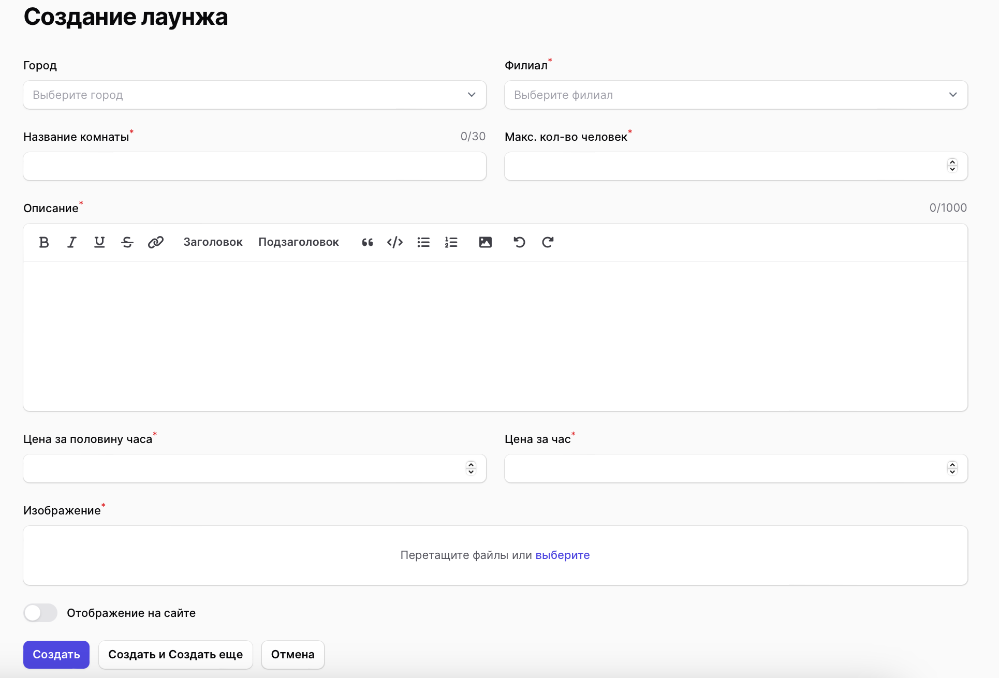 Создание лаунжа
Город
Филиал*
Выберите город
Выберите филиал
Название комнаты*
0/30
Макс. кол-во человек*
Описание*
0/1000
B I U S Заголовок Подзаголовок
Цена за половину часа*
Цена за час*
Изображение*
Перетащите файлы или выберите
Отображение на сайте
Создать
Создать и Создать еще
Отмена